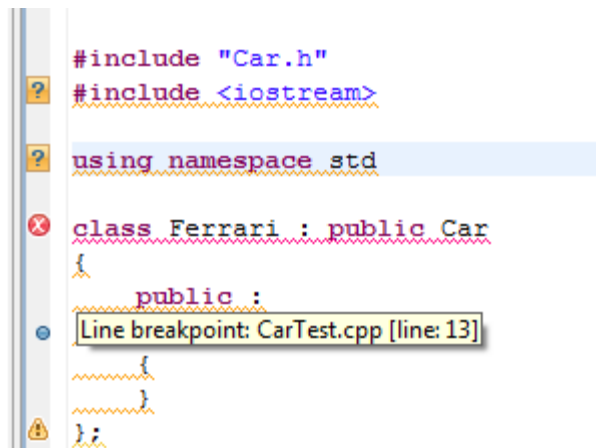 #include "Car.h"
? #include <iostream>
? using namespace std
class Ferrari : public Car
{
public :
Line breakpoint: CarTest.cpp [line: 13]
{
}
};